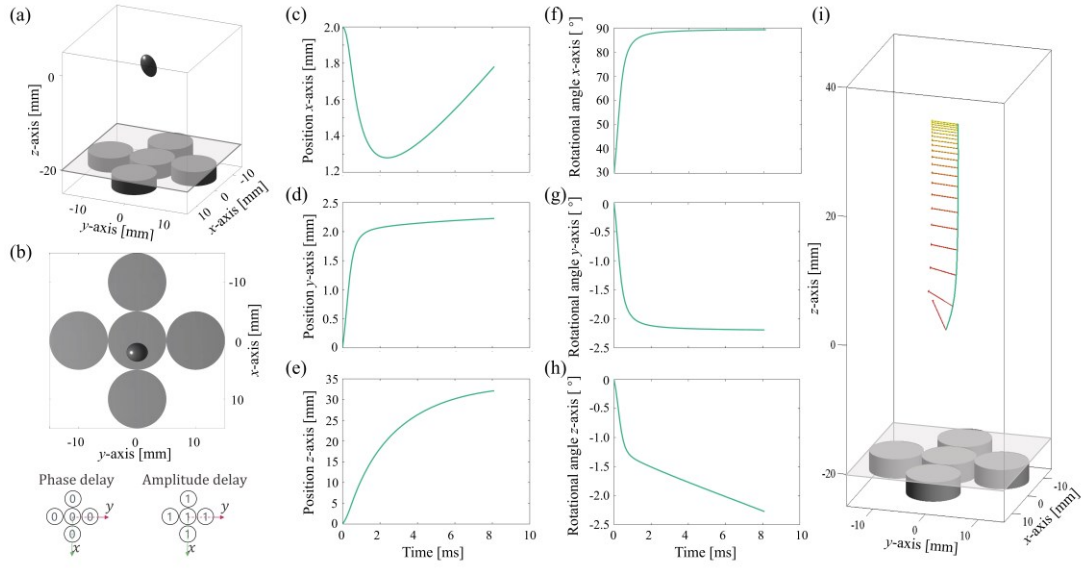 (a)
0
-20
z-axis [mm]
-10
0
10
y-axis [mm]
10
0
-10
x-axis [mm]
(b)
-10
0
10
x-axis [mm]
-10
0
10
y-axis [mm]
Phase delay
0
0 0 0
0
y
x
Amplitude delay
1
1 1 1
1
y
x
(c)
Position x-axis [mm]
2.0
1.8
1.6
1.4
1.2
(d)
Position y-axis [mm]
2.5
2.0
1.5
1.0
0.5
0
(e)
Position z-axis [mm]
35
30
25
20
15
10
5
0
0 2 4 6 8 10
Time [ms]
(f)
Rotational angle x-axis [°]
90
80
70
60
50
40
30
(g)
Rotational angle y-axis [°]
0
-0.5
-1.0
-1.5
-2.0
-2.5
(h)
Rotational angle z-axis [°]
0
-0.5
-1.0
-1.5
-2.0
-2.5
0 2 4 6 8 10
Time [ms]
(i)
40
20
0
-20
z-axis [mm]
-10
0
10
y-axis [mm]
10
0
-10
x-axis [mm]